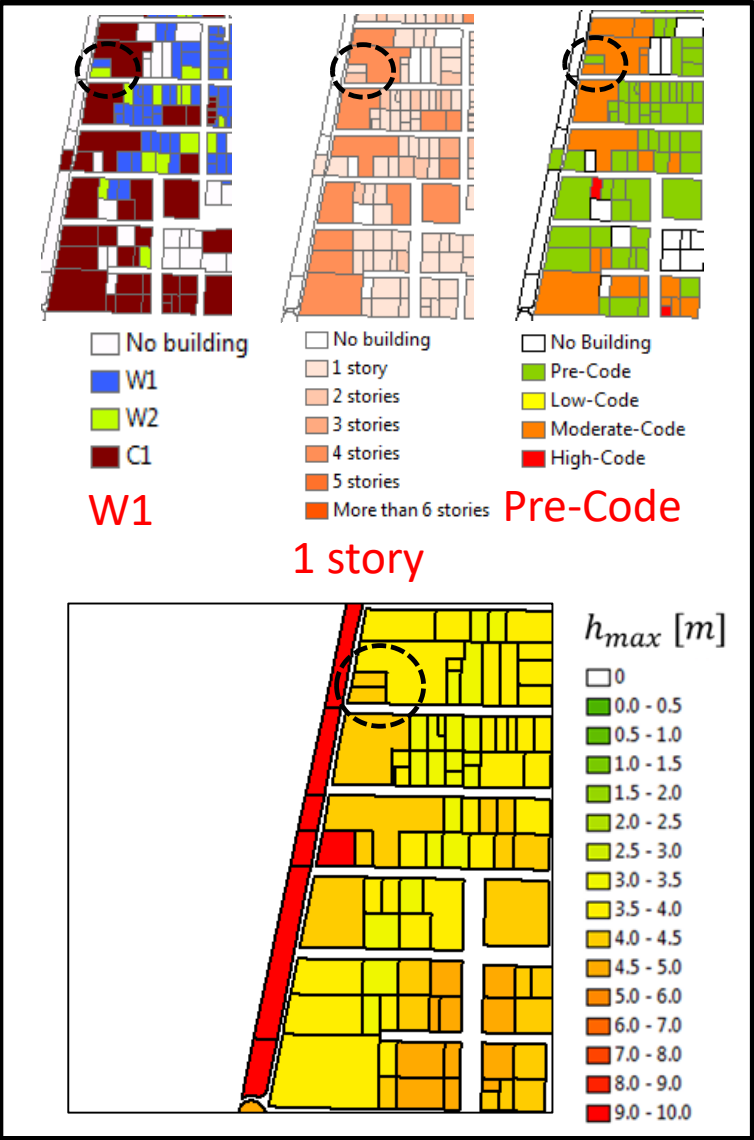 No building
W1
W2
C1
W1
No building
1 story
2 stories
3 stories
4 stories
5 stories
More than 6 stories
1 story
No Building
Pre-Code
Low-Code
Moderate-Code
High-Code
Pre-Code
h_max [m]
0
0.0 - 0.5
0.5 - 1.0
1.0 - 1.5
1.5 - 2.0
2.0 - 2.5
2.5 - 3.0
3.0 - 3.5
3.5 - 4.0
4.0 - 4.5
4.5 - 5.0
5.0 - 6.0
6.0 - 7.0
7.0 - 8.0
8.0 - 9.0
9.0 - 10.0